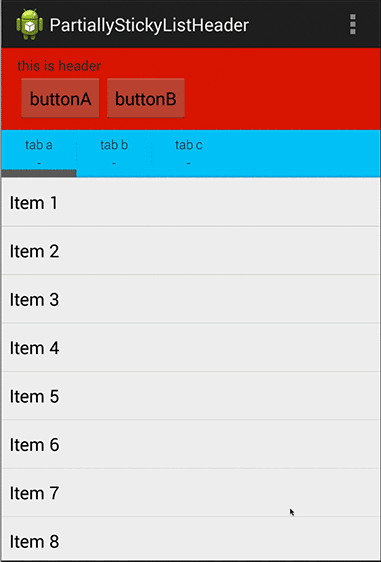 PartiallyStickyListHeader
this is header
buttonA buttonB
tab a tab b tab c
- - -
Item 1
Item 2
Item 3
Item 4
Item 5
Item 6
Item 7
Item 8